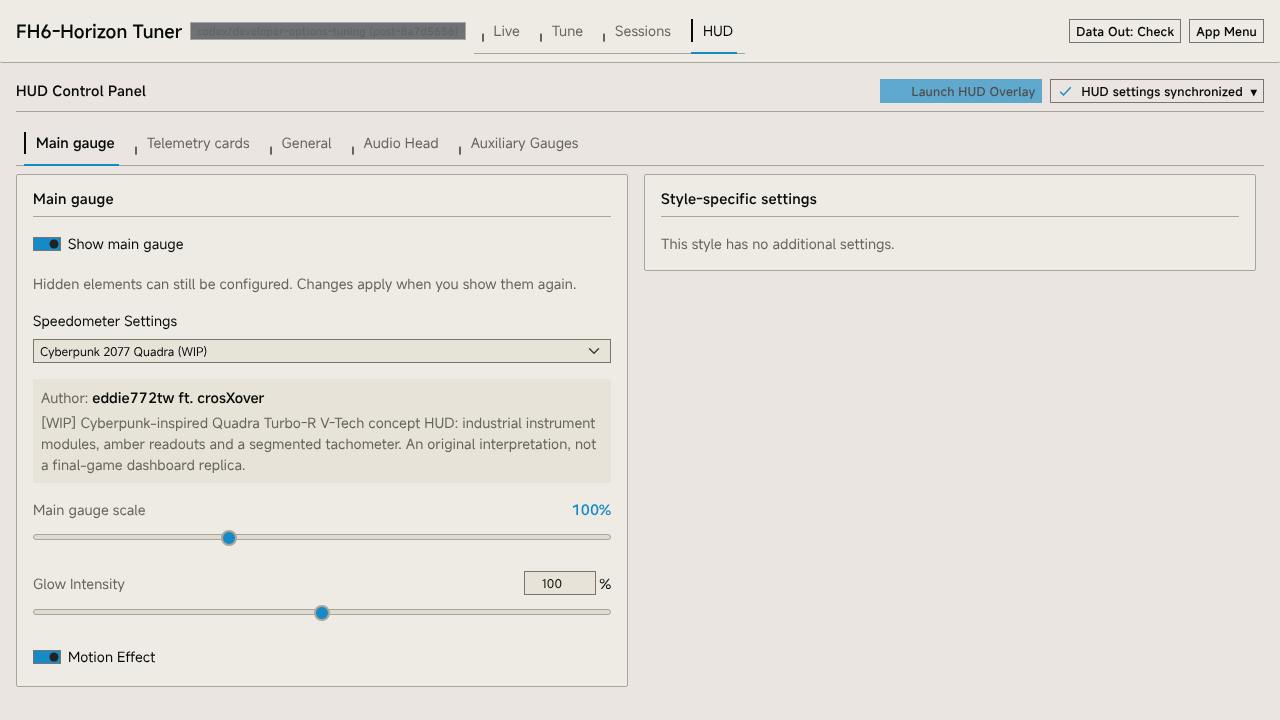 FH6-Horizon Tuner
Live
Tune
Sessions
HUD
Data Out: Check
App Menu
HUD Control Panel
Launch HUD Overlay
HUD settings synchronized
Main gauge
Telemetry cards
General
Audio Head
Auxiliary Gauges
Main gauge
Show main gauge
Hidden elements can still be configured. Changes apply when you show them again.
Speedometer Settings
Cyberpunk 2077 Quadra (WIP)
Author: eddie772tw ft. crosXover
[WIP] Cyberpunk-inspired Quadra Turbo-R V-Tech concept HUD: industrial instrument
modules, amber readouts and a segmented tachometer. An original interpretation, not
a final-game dashboard replica.
Main gauge scale
100%
Glow Intensity
100 %
Motion Effect
Style-specific settings
This style has no additional settings.